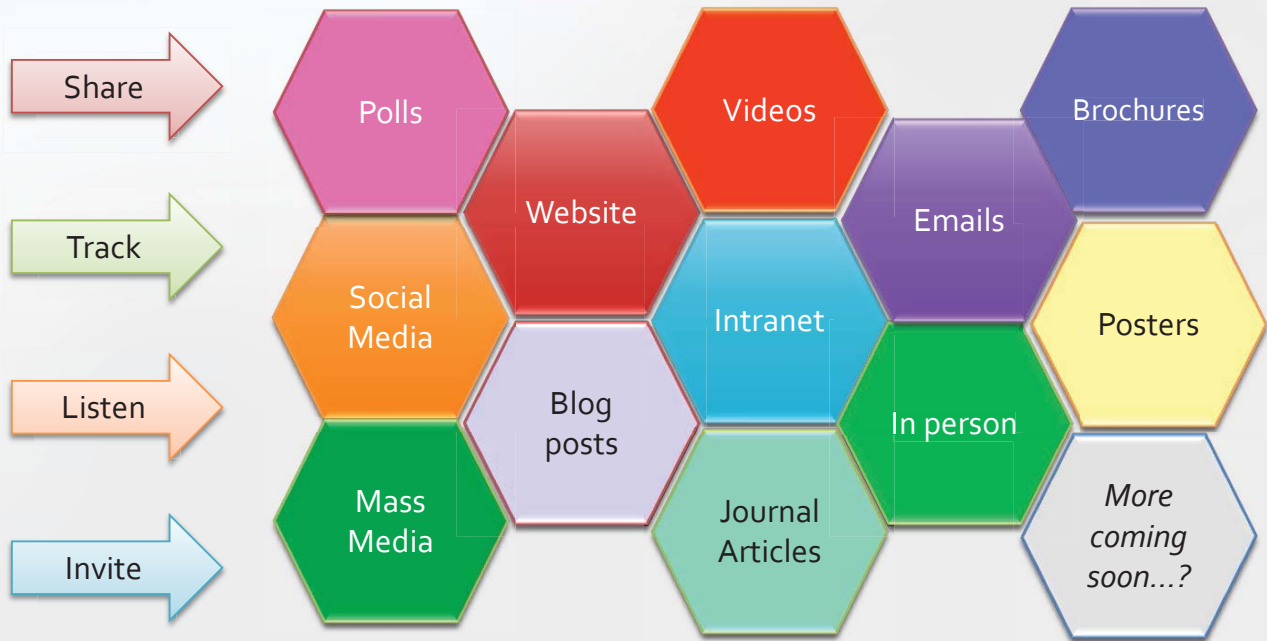 Share
Track
Listen
Invite
Polls
Videos
Brochures
Website
Emails
Social
Media
Intranet
Posters
Blog
posts
In person
Mass
Media
Journal
Articles
More
coming
soon...?